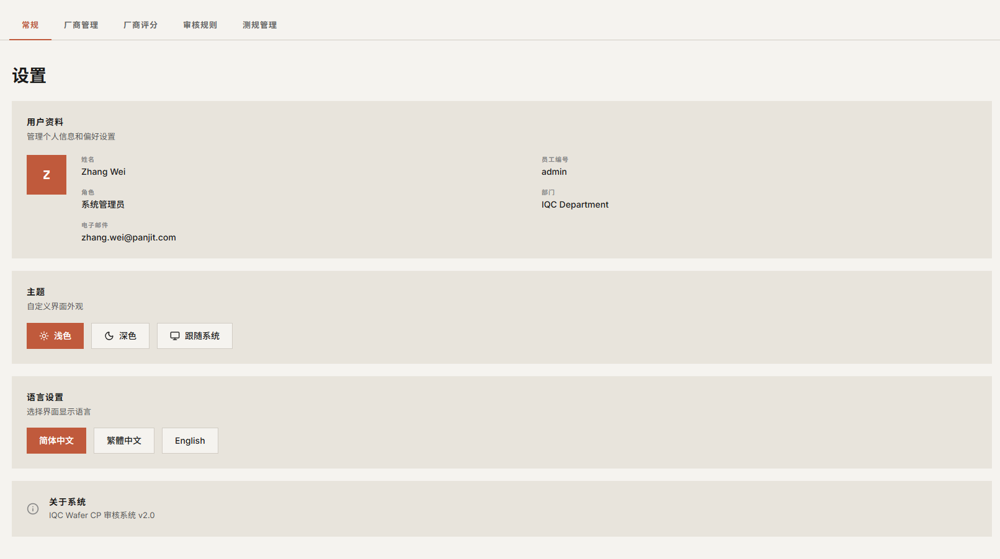 常规 厂商管理 厂商评分 审核规则 测规管理
设置
用户资料
管理个人信息和偏好设置
Z
姓名
Zhang Wei
员工编号
admin
角色
系统管理员
部门
IQC Department
电子邮件
zhang.wei@panjit.com
主题
自定义界面外观
浅色 深色 跟随系统
语言设置
选择界面显示语言
简体中文 繁體中文 English
关于系统
IQC Wafer CP 审核系统 v2.0